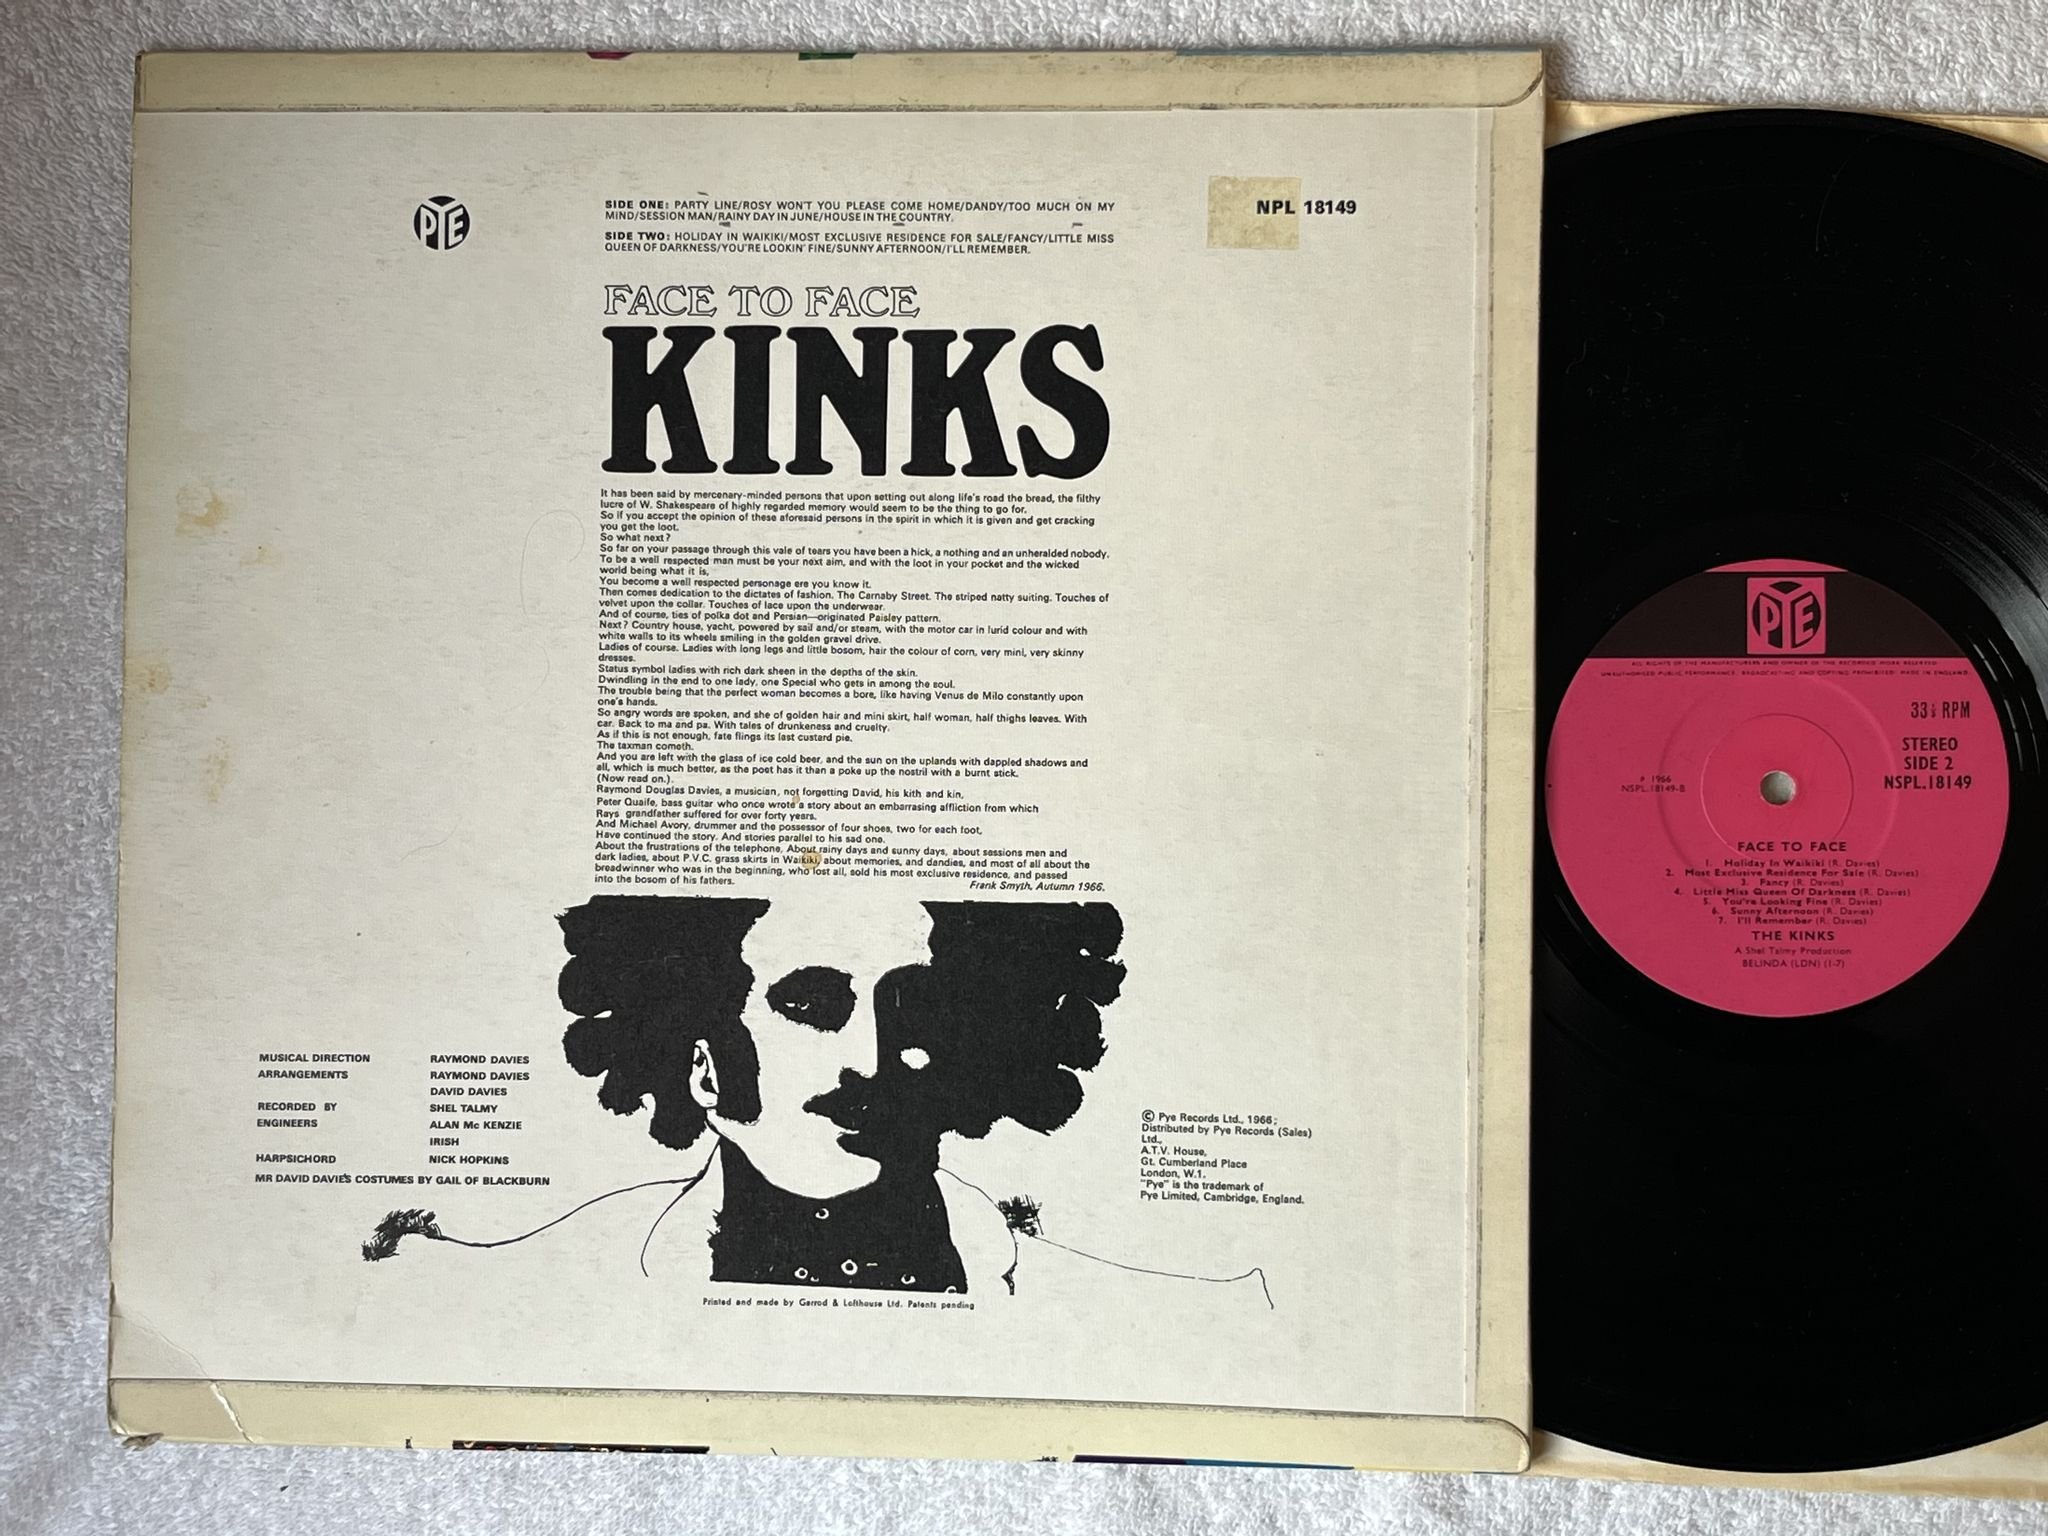 PYE
SIDE ONE: PARTY LINE/ROSY WON'T YOU PLEASE COME HOME/DANDY/TOO MUCH ON MY
MIND/SESSION MAN/RAINY DAY IN JUNE/HOUSE IN THE COUNTRY.
SIDE TWO: HOLIDAY IN WAIKIKI/MOST EXCLUSIVE RESIDENCE FOR SALE/FANCY/LITTLE MISS
QUEEN OF DARKNESS/YOU'RE LOOKIN' FINE/SUNNY AFTERNOON/I'LL REMEMBER.
NPL 18149
FACE TO FACE
KINKS
It has been said by mercenary-minded persons that upon setting out along life's road the bread, the filthy
lucre of W. Shakespeare of highly regarded memory would seem to be the thing to go for.
So if you accept the opinion of these aforesaid persons in the spirit in which it is given and get cracking
you get the loot.
So what next?
So far on your passage through this vale of tears you have been a hick, a nothing and an unheralded nobody.
To be a well respected man must be your next aim, and with the loot in your pocket and the wicked
world being what it is,
You become a well respected personage ere you know it.
Then comes dedication to the dictates of fashion. The Carnaby Street. The striped natty suiting. Touches of
velvet upon the collar. Touches of lace upon the underwear.
And of course, ties of polka dot and Persian—originated Paisley pattern.
Next? Country house, yacht, powered by sail and/or steam, with the motor car in lurid colour and with
white walls to its wheels smiling in the golden gravel drive.
Ladies of course. Ladies with long legs and little bosom, hair the colour of corn, very mini, very skinny
dresses.
Status symbol ladies with rich dark sheen in the depths of the skin.
Dwindling in the end to one lady, one Special who gets in among the soul.
The trouble being that the perfect woman becomes a bore, like having Venus de Milo constantly upon
one's hands.
So angry words are spoken, and she of golden hair and mini skirt, half woman, half thighs leaves. With
car. Back to ma and pa. With tales of drunkeness and cruelty.
As if this is not enough, fate flings its last custard pie.
The taxman cometh.
And you are left with the glass of ice cold beer, and the sun on the uplands with dappled shadows and
all, which is much better, as the poet has it than a poke up the nostril with a burnt stick.
(Now read on.).
Raymond Douglas Davies, a musician, not forgetting David, his kith and kin,
Peter Quaife, bass guitar who once wrote a story about an embarrasing affliction from which
Rays grandfather suffered for over forty years.
And Michael Avory, drummer and the possessor of four shoes, two for each foot,
Have continued the story. And stories parallel to his sad one.
About the frustrations of the telephone, About rainy days and sunny days, about sessions men and
dark ladies, about P.V.C. grass skirts in Waikiki, about memories, and dandies, and most of all about the
breadwinner who was in the beginning, who lost all, sold his most exclusive residence, and passed
into the bosom of his fathers.
Frank Smyth, Autumn 1966.
MUSICAL DIRECTION RAYMOND DAVIES
ARRANGEMENTS RAYMOND DAVIES
DAVID DAVIES
RECORDED BY SHEL TALMY
ENGINEERS ALAN Mc KENZIE
IRISH
HARPSICHORD NICK HOPKINS
MR DAVID DAVIES COSTUMES BY GAIL OF BLACKBURN
© Pye Records Ltd., 1966;
Distributed by Pye Records (Sales)
Ltd.,
A.T.V. House,
Gt. Cumberland Place
London, W.1.
"Pye" is the trademark of
Pye Limited, Cambridge, England.
Printed and made by Garrod & Lofthouse Ltd. Patents pending
PYE
ALL RIGHTS OF THE MANUFACTURERS AND OWNER OF THE RECORDED WORK RESERVED
UNAUTHORISED PUBLIC PERFORMANCE, BROADCASTING AND COPYING PROHIBITED. MADE IN ENGLAND.
33⅓ RPM
STEREO
SIDE 2
NSPL.18149
℗ 1966
NSPL.18149-B
FACE TO FACE
1. Holiday In Waikiki (R. Davies)
2. Most Exclusive Residence For Sale (R. Davies)
3. Fancy (R. Davies)
4. Little Miss Queen Of Darkness (R. Davies)
5. You're Looking Fine (R. Davies)
6. Sunny Afternoon (R. Davies)
7. I'll Remember (R. Davies)
THE KINKS
A Shel Talmy Production
BELINDA (LDN) (1-7)